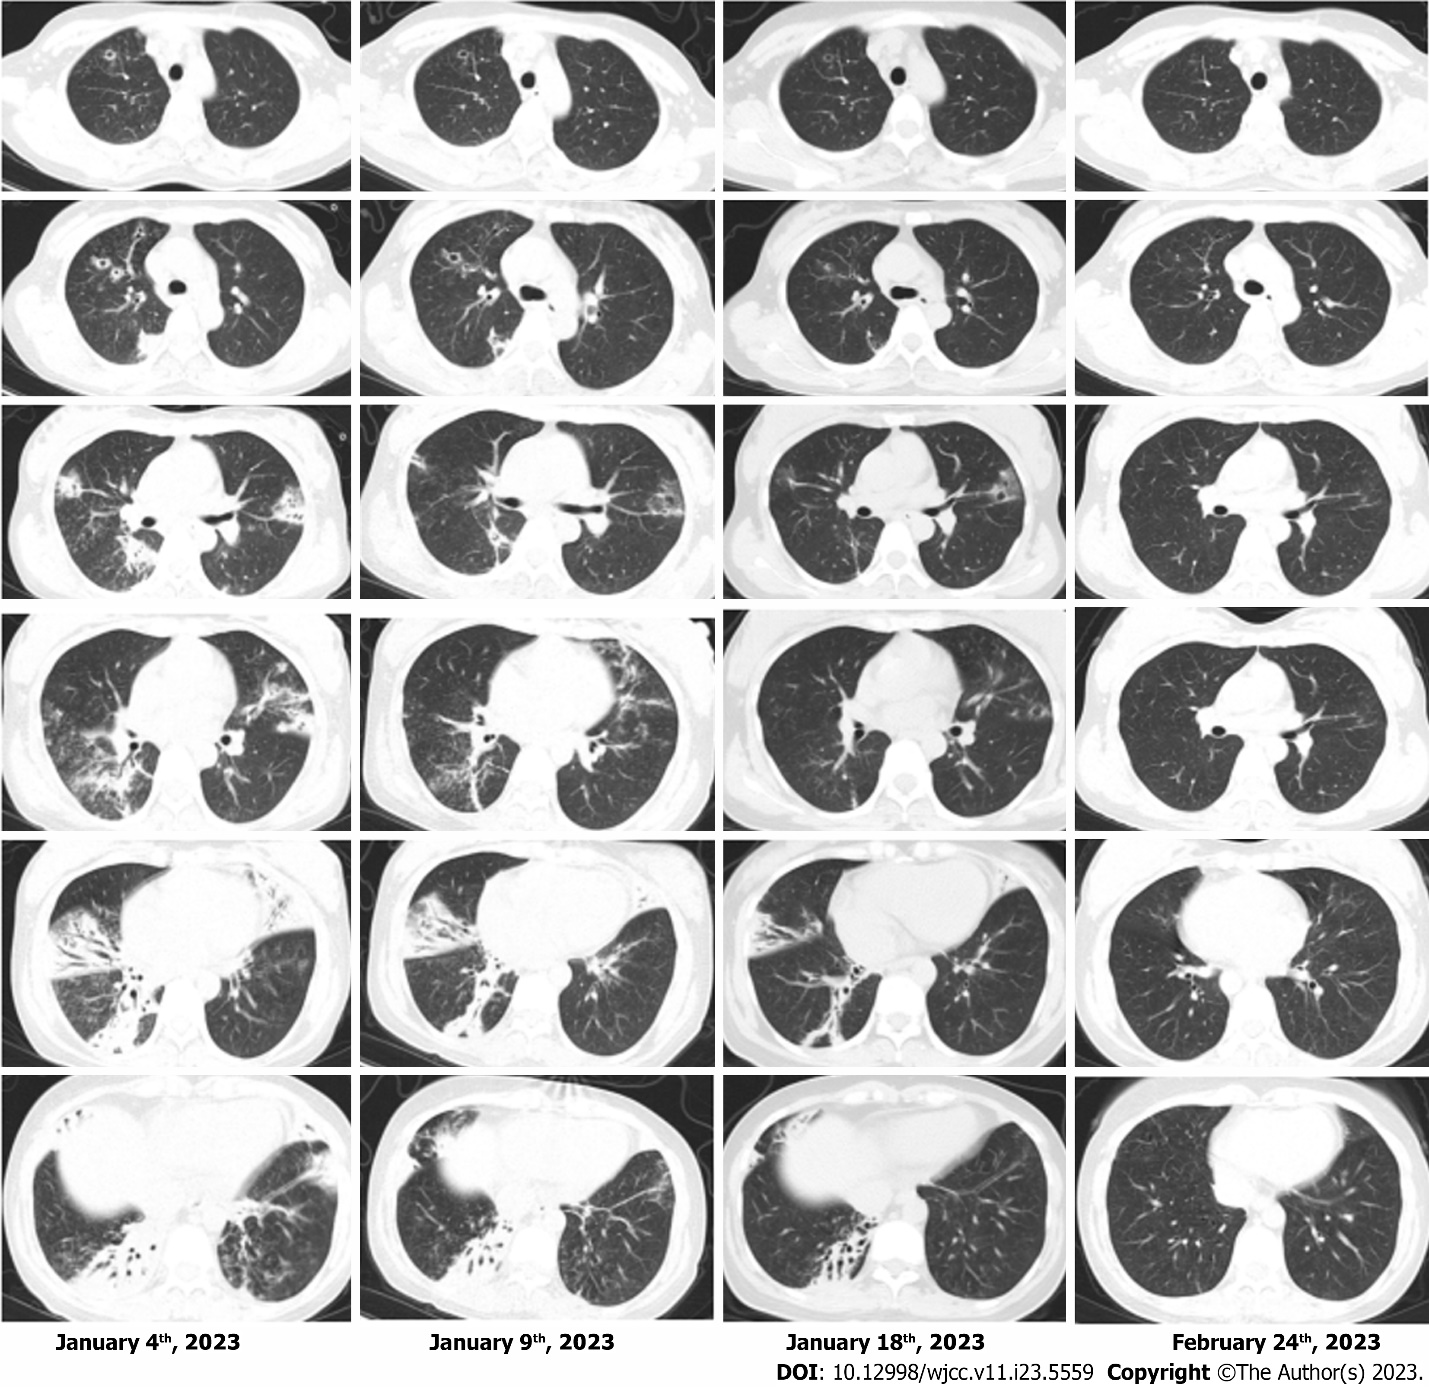 January 4th, 2023 January 9th, 2023 January 18th, 2023 February 24th, 2023
DOI: 10.12998/wjcc.v11.i23.5559 Copyright ©The Author(s) 2023.